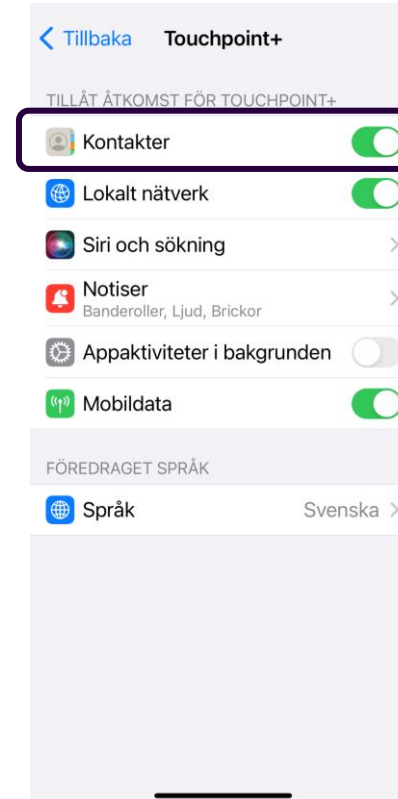 Tillbaka Touchpoint+
TILLÅT ÅTKOMST FÖR TOUCHPOINT+
Kontakter
Lokalt nätverk
Siri och sökning
Notiser
Banderoller, Ljud, Brickor
Appaktiviteter i bakgrunden
Mobildata
FÖREDRAGET SPRÅK
Språk Svenska